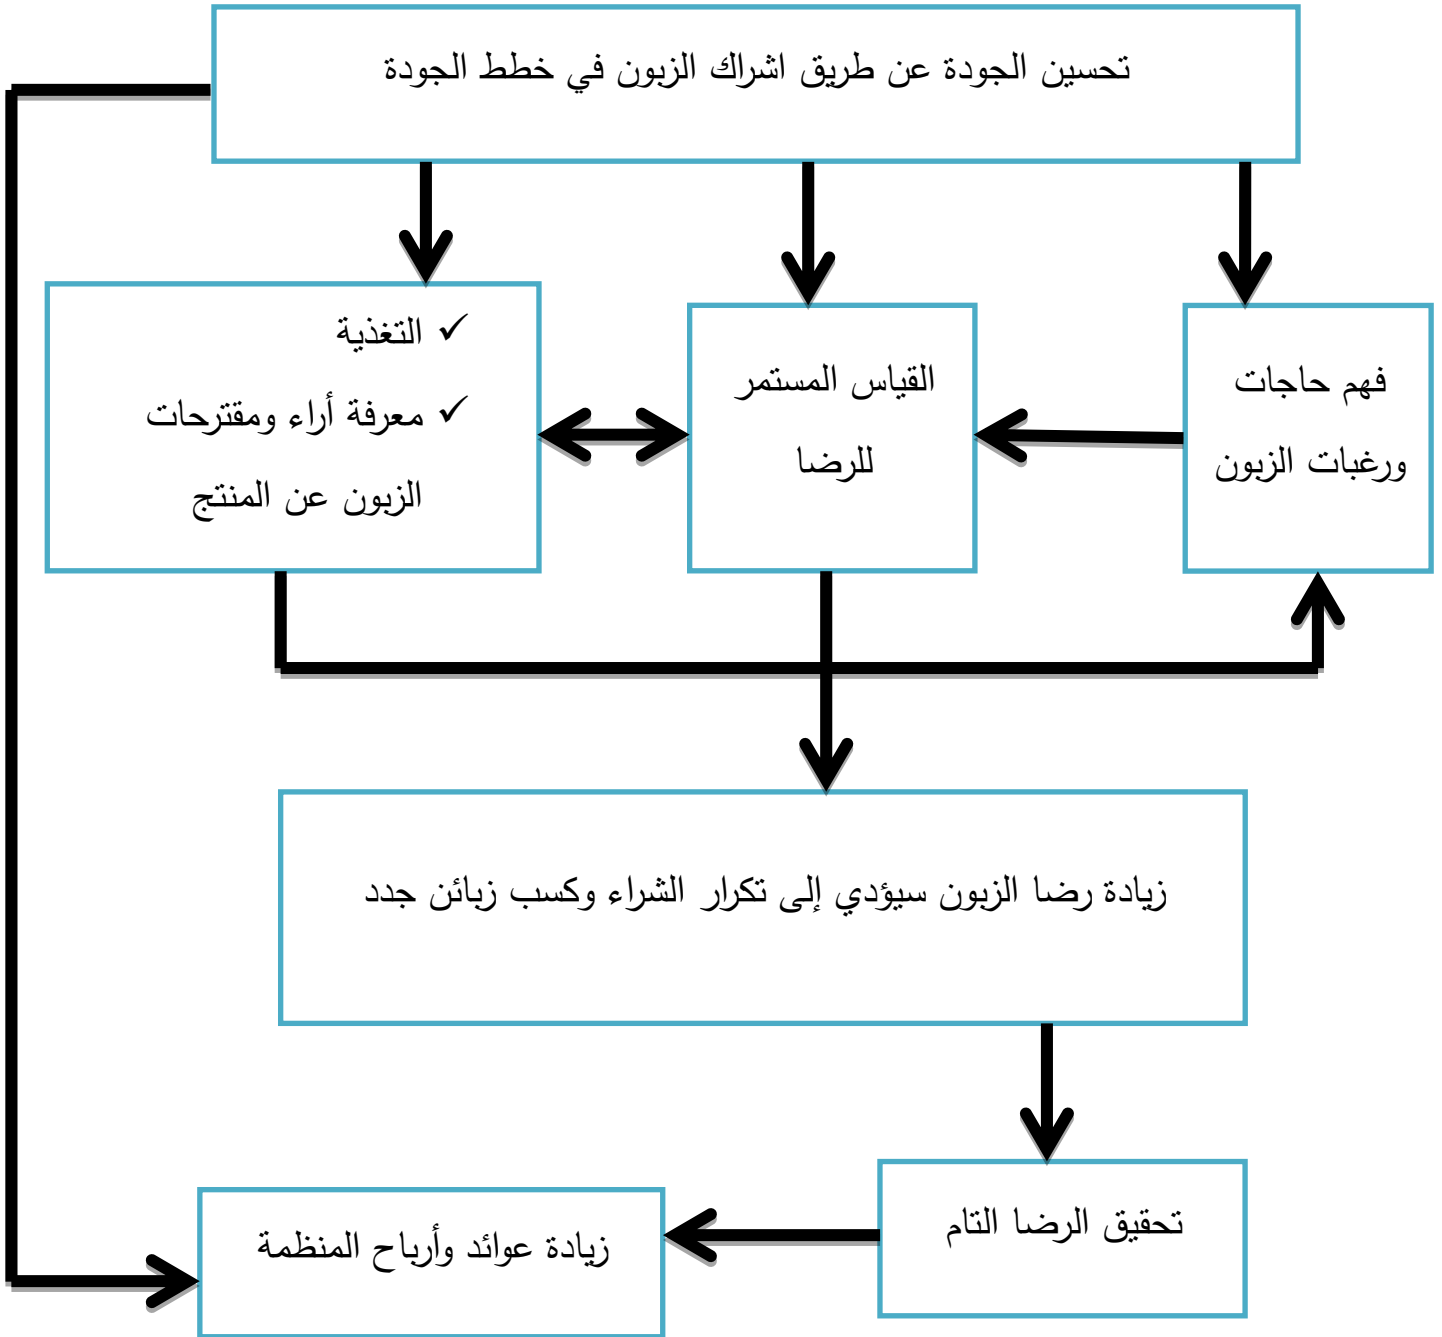 تحسين الجودة عن طريق اشراك الزبون في خطط الجودة
فهم حاجات
ورغبات الزبون
القياس المستمر
للرضا
✓ التغذية
✓ معرفة أراء ومقترحات
الزبون عن المنتج
زيادة رضا الزبون سيؤدي إلى تكرار الشراء وكسب زبائن جدد
تحقيق الرضا التام
زيادة عوائد وأرباح المنظمة